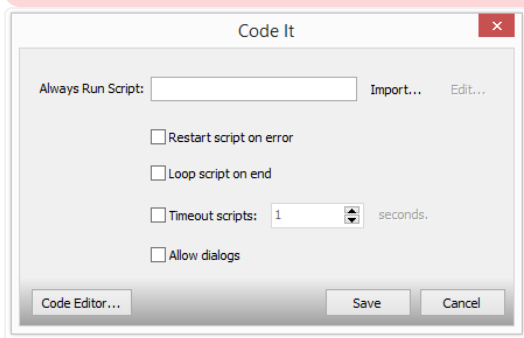 Code It
Always Run Script: Import... Edit...
Restart script on error
Loop script on end
Timeout scripts: 1 seconds.
Allow dialogs
Code Editor... Save Cancel